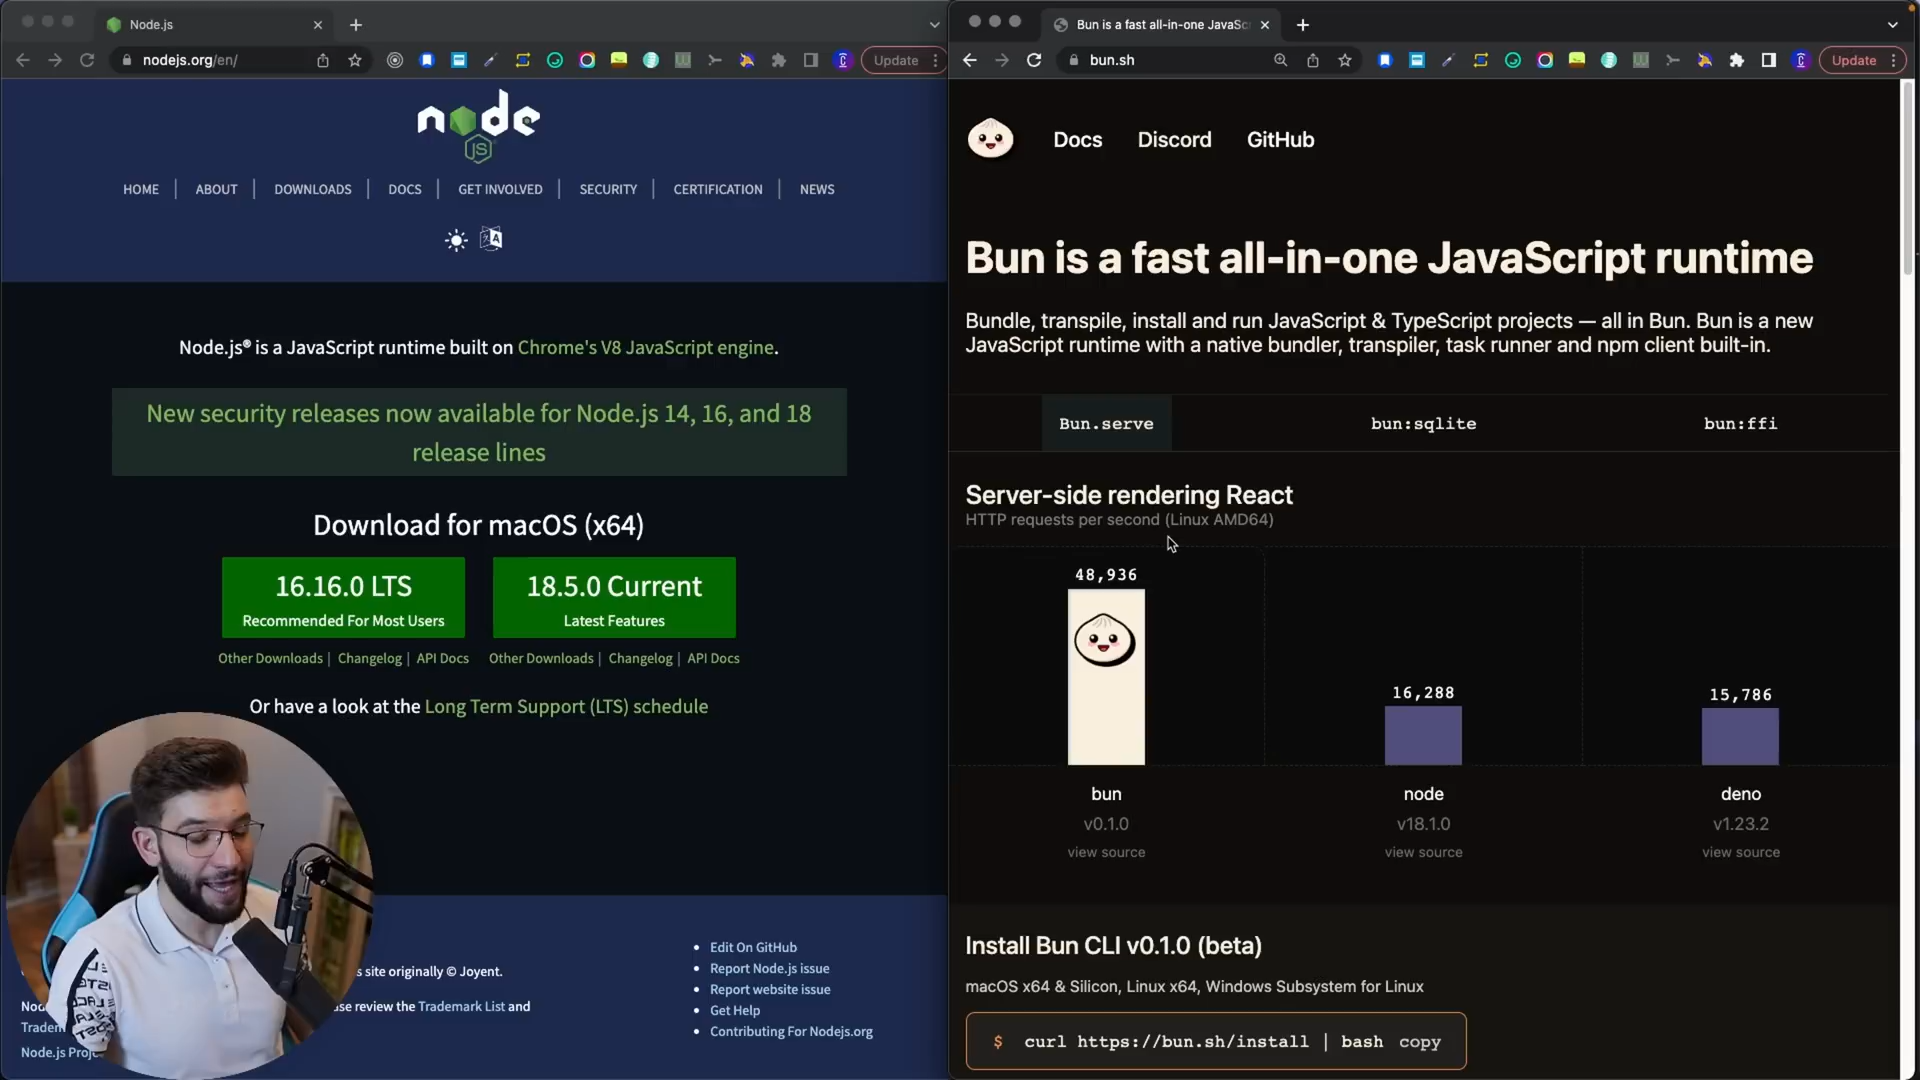 Node.js
nodejs.org/en/
Update
node
JS
HOME
ABOUT
DOWNLOADS
DOCS
GET INVOLVED
SECURITY
CERTIFICATION
NEWS
Node.js® is a JavaScript runtime built on Chrome's V8 JavaScript engine.
New security releases now available for Node.js 14, 16, and 18
release lines
Download for macOS (x64)
16.16.0 LTS
Recommended For Most Users
18.5.0 Current
Latest Features
Other Downloads | Changelog | API Docs
Other Downloads | Changelog | API Docs
Or have a look at the Long Term Support (LTS) schedule
s site originally © Joyent.
se review the Trademark List and
Tradem
Node.js Proj
Edit On GitHub
Report Node.js issue
Report website issue
Get Help
Contributing For Nodejs.org
Bun is a fast all-in-one JavaSc
bun.sh
Update
Docs
Discord
GitHub
Bun is a fast all-in-one JavaScript runtime
Bundle, transpile, install and run JavaScript & TypeScript projects — all in Bun. Bun is a new
JavaScript runtime with a native bundler, transpiler, task runner and npm client built-in.
Bun.serve
bun:sqlite
bun:ffi
Server-side rendering React
HTTP requests per second (Linux AMD64)
48,936
16,288
15,786
bun
node
deno
v0.1.0
v18.1.0
v1.23.2
view source
view source
view source
Install Bun CLI v0.1.0 (beta)
macOS x64 & Silicon, Linux x64, Windows Subsystem for Linux
$ curl https://bun.sh/install | bash copy